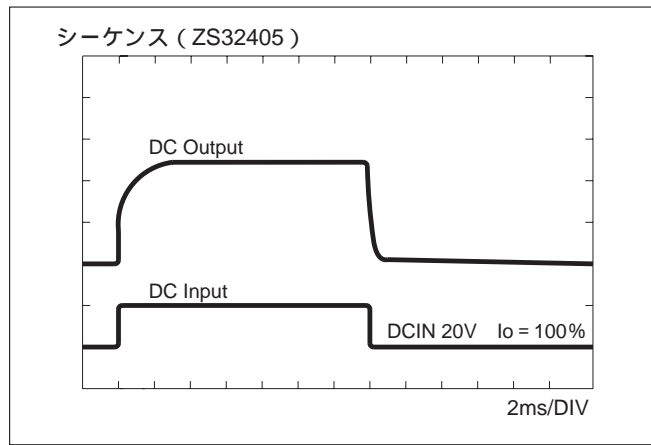 シーケンス（ZS32405）
DC Output
DC Input
DCIN 20V Io = 100%
2ms/DIV